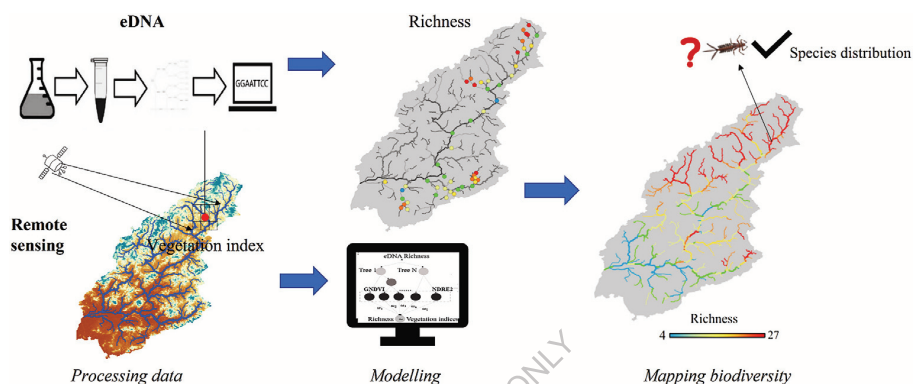 eDNA
Richness
GGAATTCC
Species distribution
?
Remote
sensing
Vegetation index
eDNA Richness
Tree 1
Tree N
......
GNDVI
NDRE2
Richness ~ Vegetation indices
Richness
4
27
Processing data
Modelling
Mapping biodiversity
ONLY